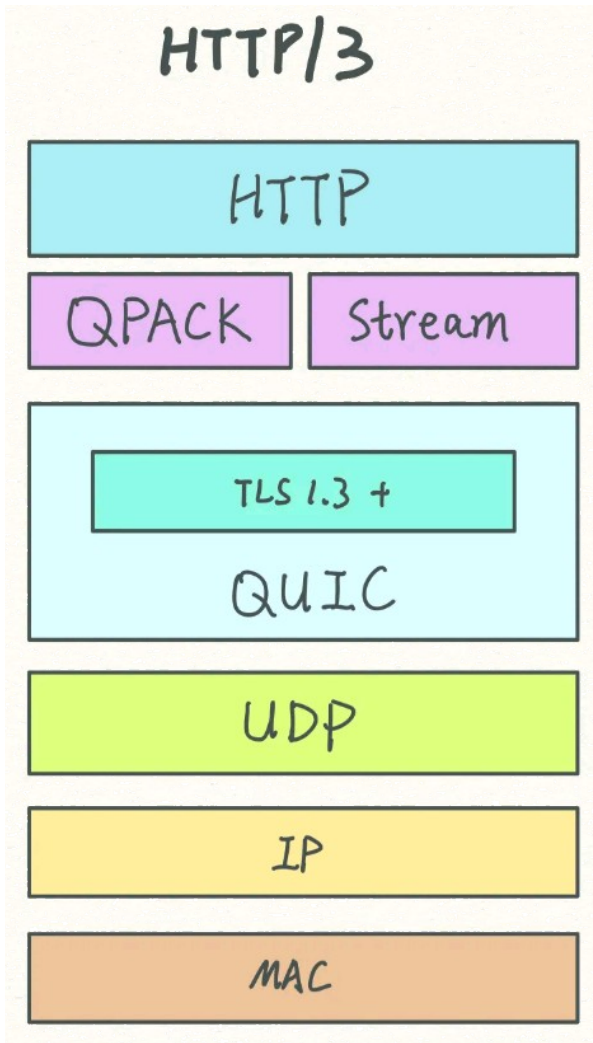 HTTP/3
HTTP
QPACK Stream
TLS 1.3 +
QUIC
UDP
IP
MAC